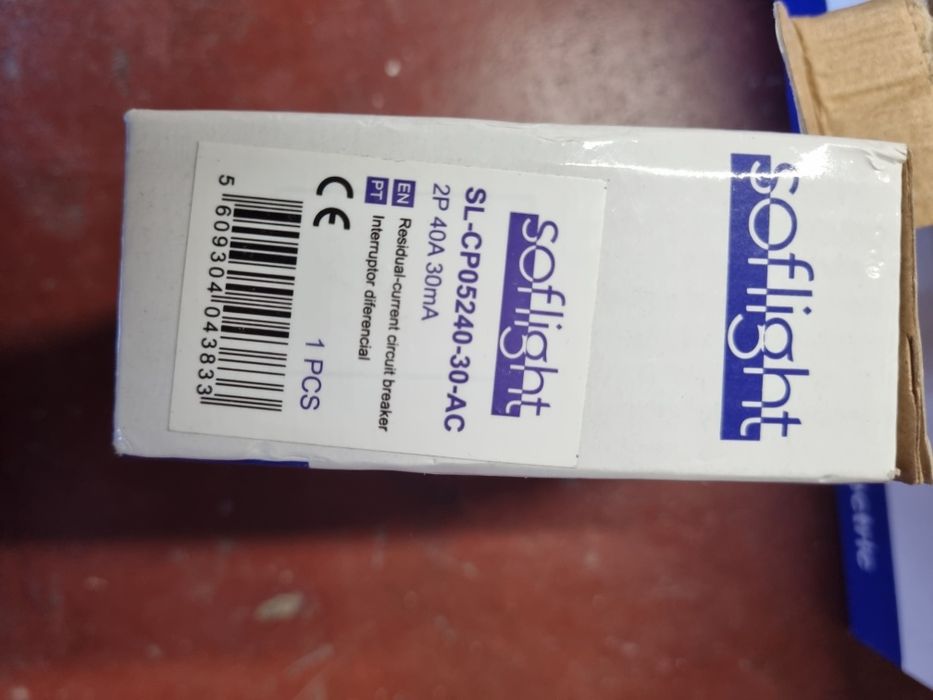 soflight
soflight
SL-CP05240-30-AC
2P 40A 30mA
EN Residual-current circuit breaker
PT Interruptor diferencial
CE
1 PCS
5 609304 043833